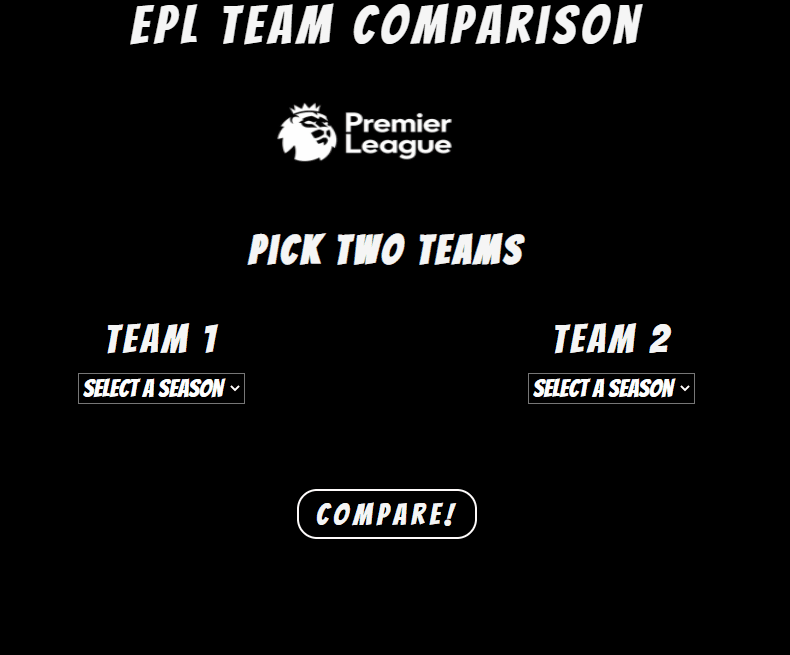 EPL TEAM COMPARISON
Premier
League
PICK TWO TEAMS
TEAM 1
TEAM 2
SELECT A SEASON
SELECT A SEASON
COMPARE!